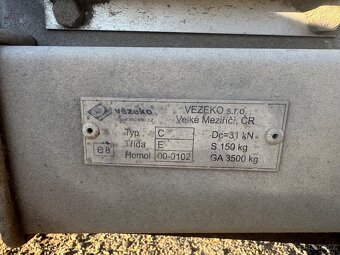 vezeko
VEZEKO s.r.o.
Velké Meziříčí, ČR
Typ C Dc=31 kN
Třída E S 150 kg
e8 Homol 00-0102 GA 3500 kg